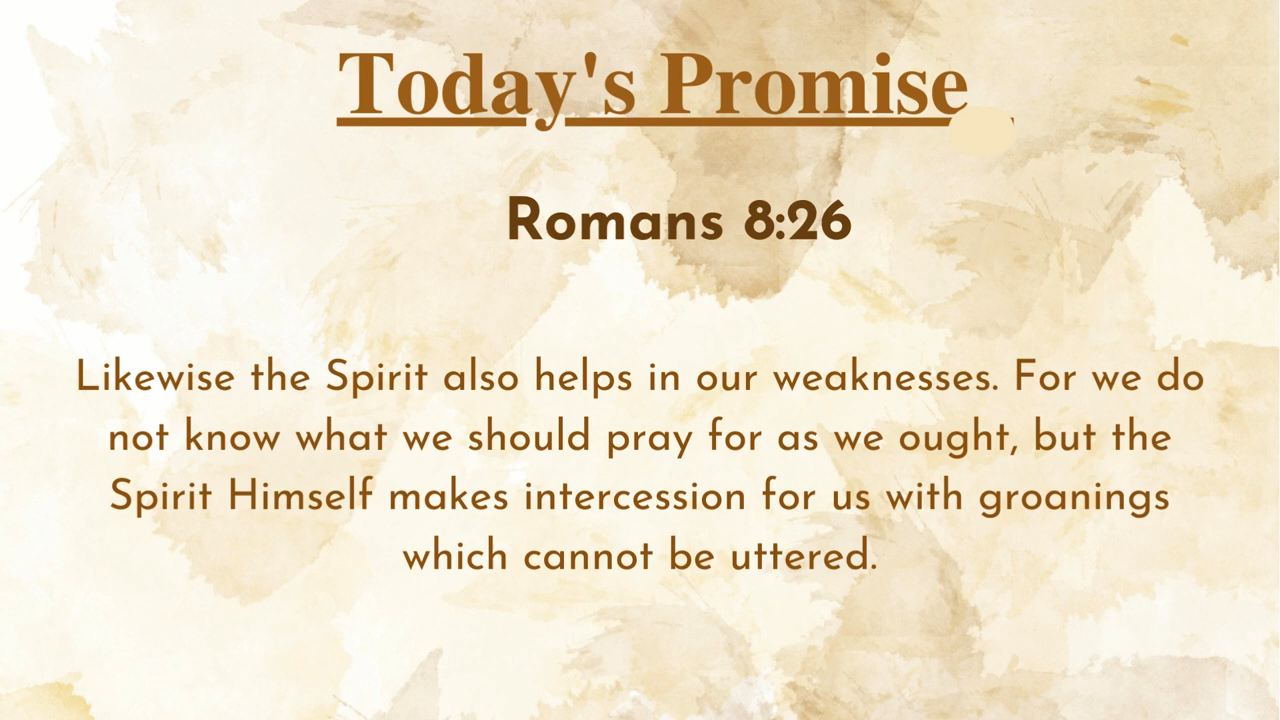 Today's Promise
Romans 8:26
Likewise the Spirit also helps in our weaknesses. For we do
not know what we should pray for as we ought, but the
Spirit Himself makes intercession for us with groanings
which cannot be uttered.